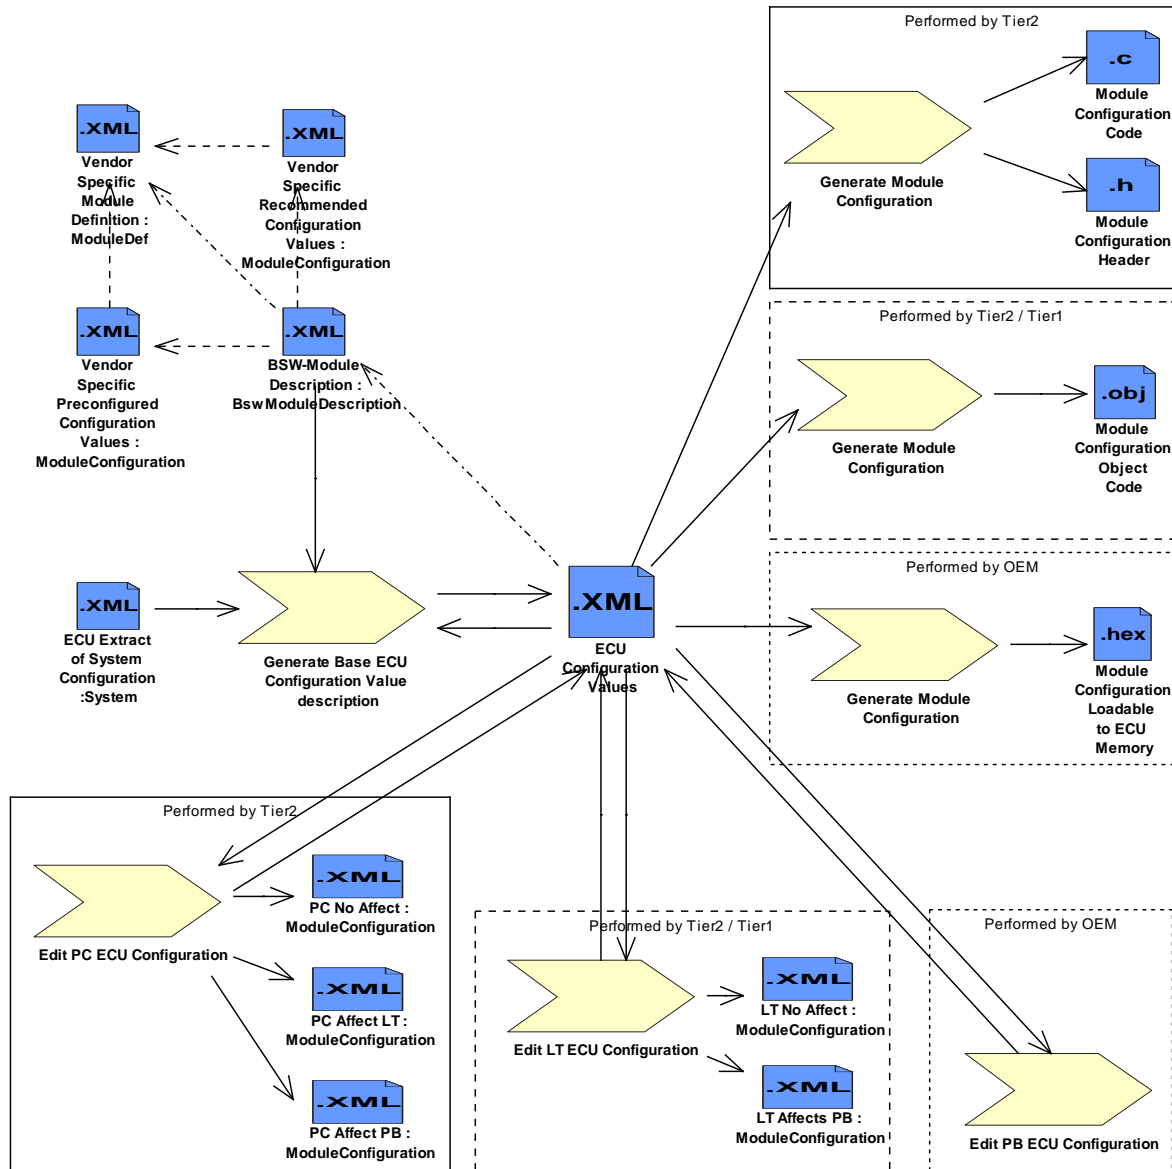 Performed by Tier2
.c
Module
Configuration
Code
Generate Module
Configuration
.h
Module
Configuration
Header
.XML
Vendor
Specific
Module
Definition :
ModuleDef
.XML
Vendor
Specific
Recommended
Configuration
Values :
ModuleConfiguration
.XML
Vendor
Specific
Preconfigured
Configuration
Values :
ModuleConfiguration
.XML
BSW-Module
Description :
BswModuleDescription
Performed by Tier2 / Tier1
Generate Module
Configuration
.obj
Module
Configuration
Object
Code
.XML
ECU Extract
of System
Configuration
:System
Generate Base ECU
Configuration Value
description
.XML
ECU
Configuration
Values
Performed by OEM
Generate Module
Configuration
.hex
Module
Configuration
Loadable
to ECU
Memory
Performed by Tier2
Edit PC ECU Configuration
.XML
PC No Affect :
ModuleConfiguration
.XML
PC Affect LT :
ModuleConfiguration
.XML
PC Affect PB :
ModuleConfiguration
Performed by Tier2 / Tier1
Edit LT ECU Configuration
.XML
LT No Affect :
ModuleConfiguration
.XML
LT Affects PB :
ModuleConfiguration
Performed by OEM
Edit PB ECU Configuration